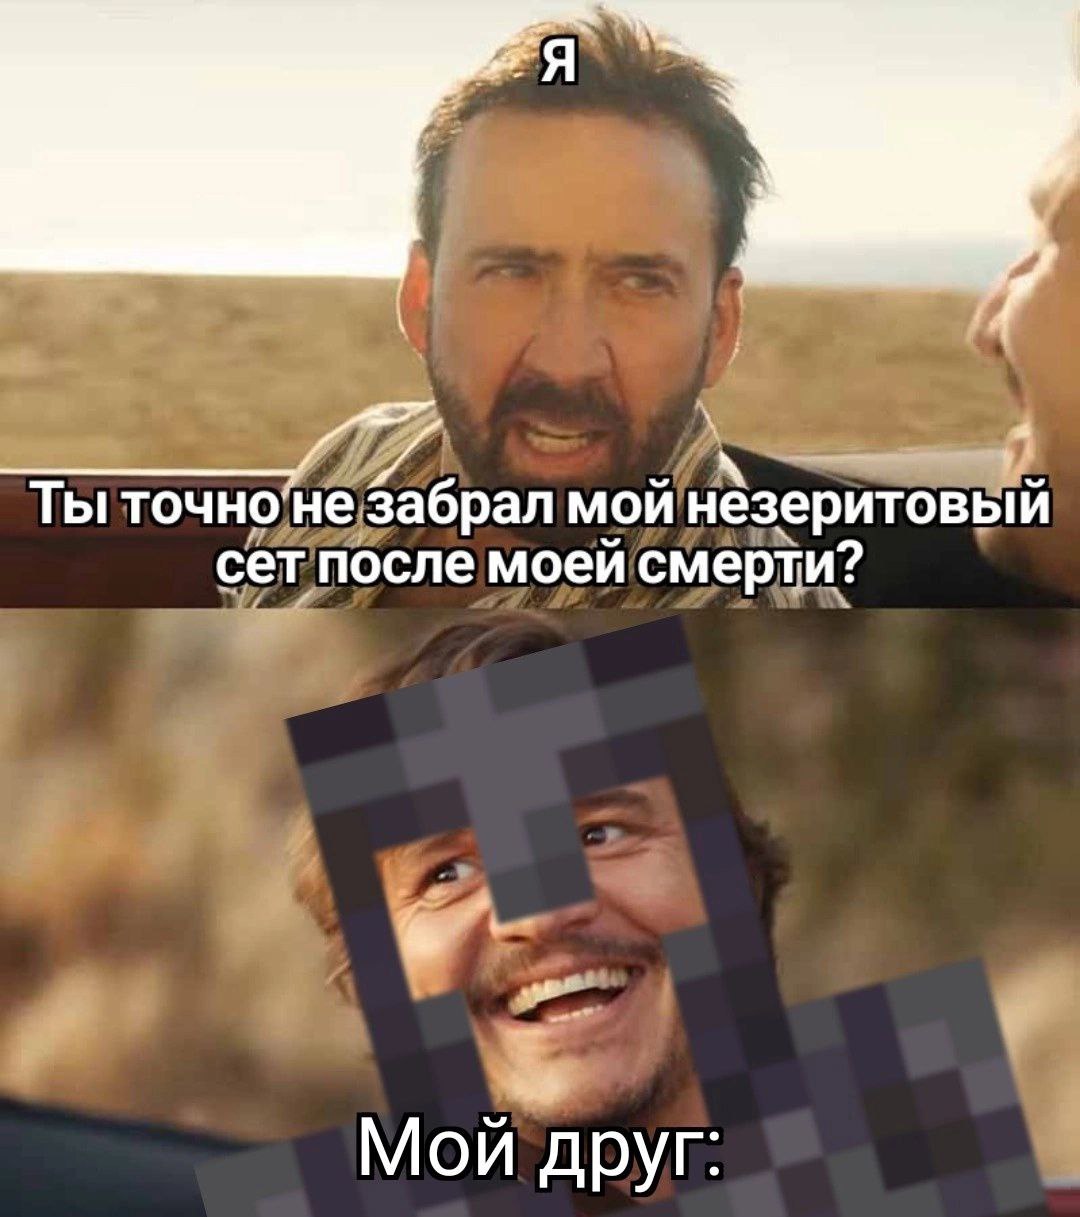 Я
Ты точно не забрал мой незеритовый
сет после моей смерти?
Мой друг: